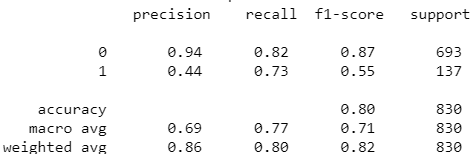 precision recall f1-score support
0 0.94 0.82 0.87 693
1 0.44 0.73 0.55 137
accuracy 0.80 830
macro avg 0.69 0.77 0.71 830
weighted avg 0.86 0.80 0.82 830